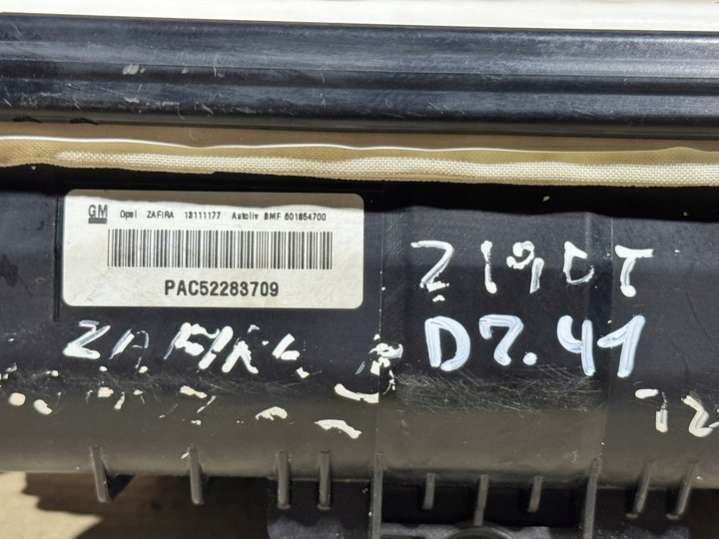 GM Opel ZAFIRA 13111177 Autoliv BMF 601654700
PAC52283709
Z19DT
ZAFIRA
D7.41